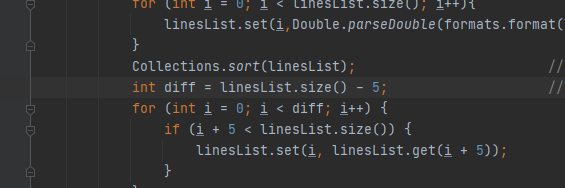 for (int i = 0; i < linesList.size(); i++){
linesList.set(i,Double.parseDouble(formats.format(
}
Collections.sort(linesList); //
int diff = linesList.size() - 5; //
for (int i = 0; i < diff; i++) {
if (i + 5 < linesList.size()) {
linesList.set(i, linesList.get(i + 5));
}
}